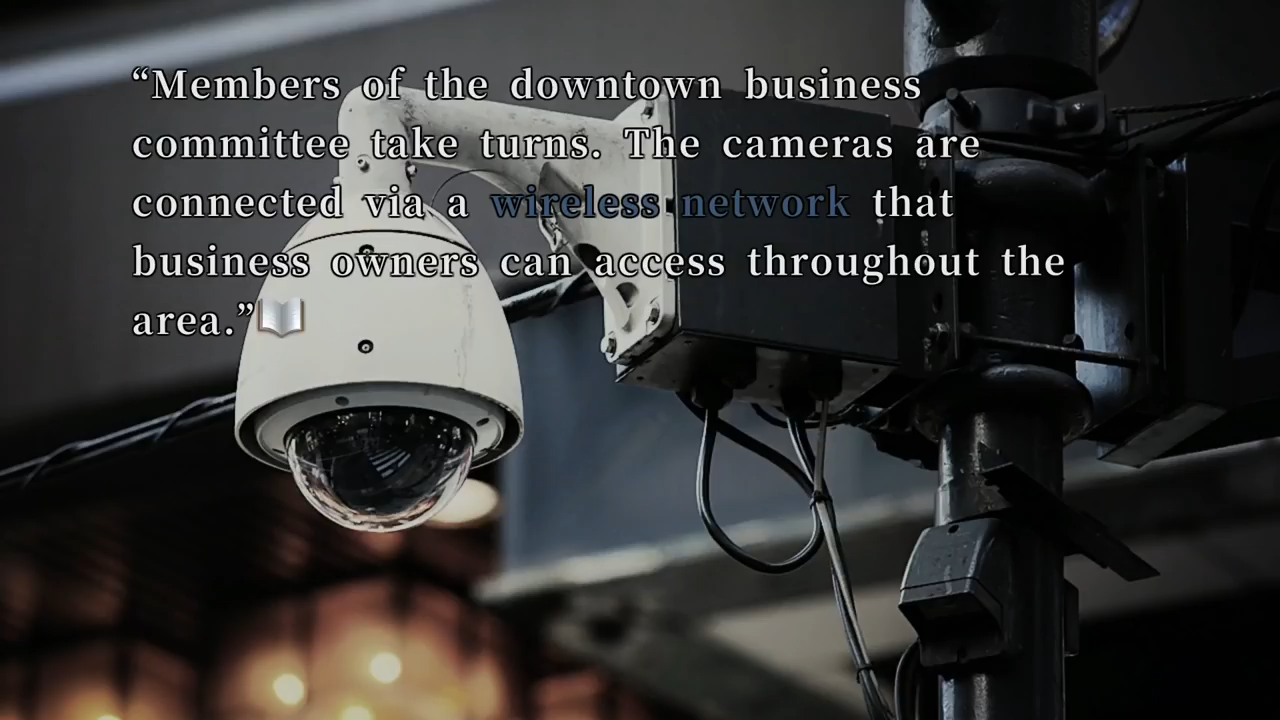 “Members of the downtown business
committee take turns. The cameras are
connected via a wireless network that
business owners can access throughout the
area.”